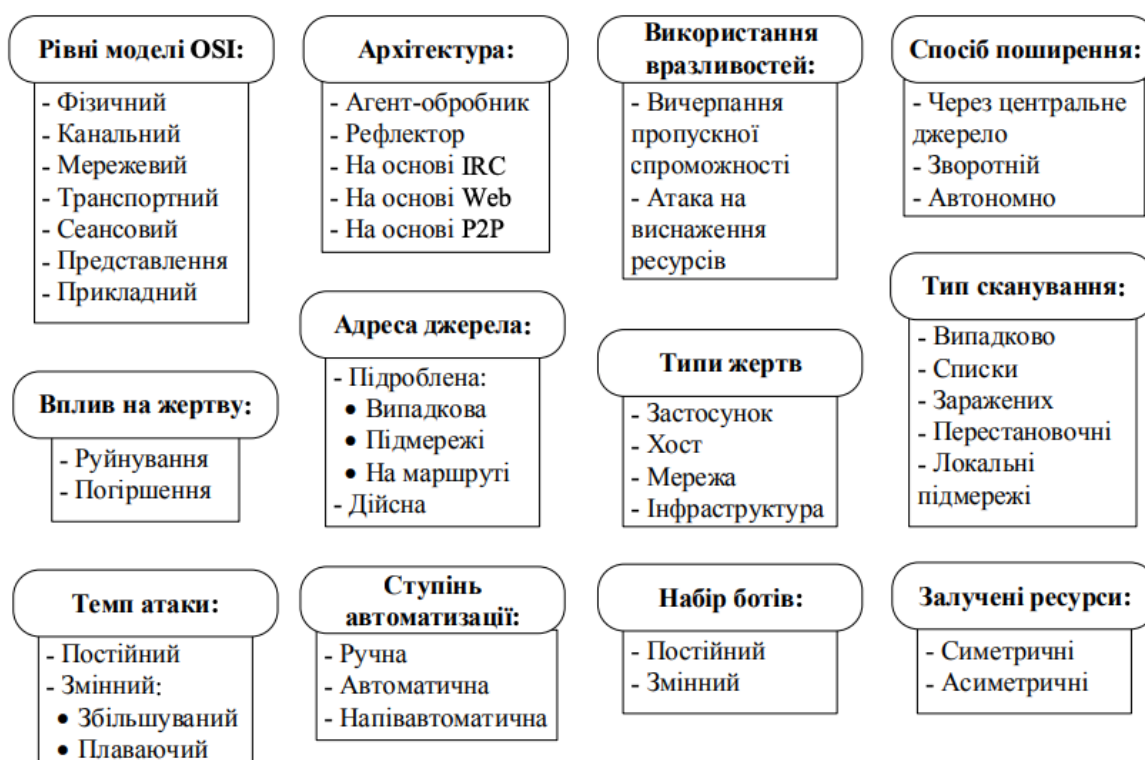 Рівні моделі OSI:
- Фізичний
- Канальний
- Мережевий
- Транспортний
- Сеансовий
- Представлення
- Прикладний
Архітектура:
- Агент-обробник
- Рефлектор
- На основі IRC
- На основі Web
- На основі P2P
Використання
вразливостей:
- Вичерпання
пропускної
спроможності
- Атака на
виснаження
ресурсів
Спосіб поширення:
- Через центральне
джерело
- Зворотній
- Автономно
Вплив на жертву:
- Руйнування
- Погіршення
Адреса джерела:
- Підроблена:
• Випадкова
• Підмережі
• На маршруті
- Дійсна
Типи жертв
- Застосунок
- Хост
- Мережа
- Інфраструктура
Тип сканування:
- Випадково
- Списки
- Заражених
- Перестановочні
- Локальні
підмережі
Темп атаки:
- Постійний
- Змінний:
• Збільшуваний
• Плаваючий
Ступінь
автоматизації:
- Ручна
- Автоматична
- Напівавтоматична
Набір ботів:
- Постійний
- Змінний
Залучені ресурси:
- Симетричні
- Асиметричні